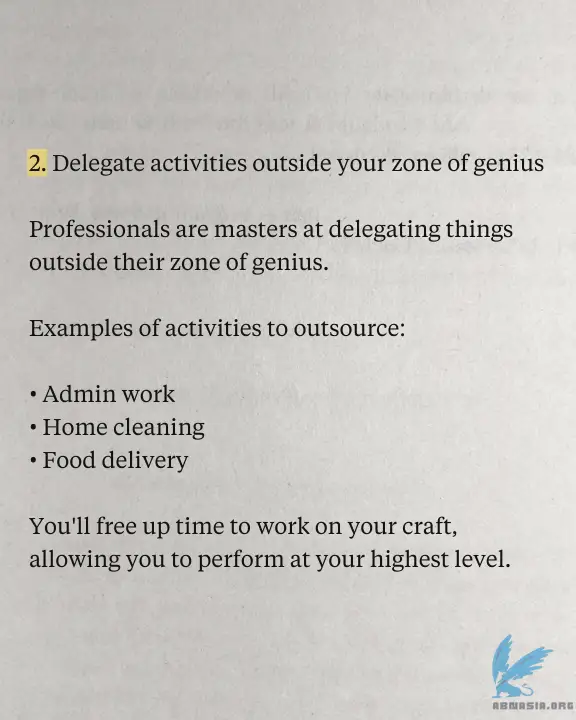 2. Delegate activities outside your zone of genius
Professionals are masters at delegating things
outside their zone of genius.
Examples of activities to outsource:
• Admin work
• Home cleaning
• Food delivery
You'll free up time to work on your craft,
allowing you to perform at your highest level.
ABMASIA.ORG